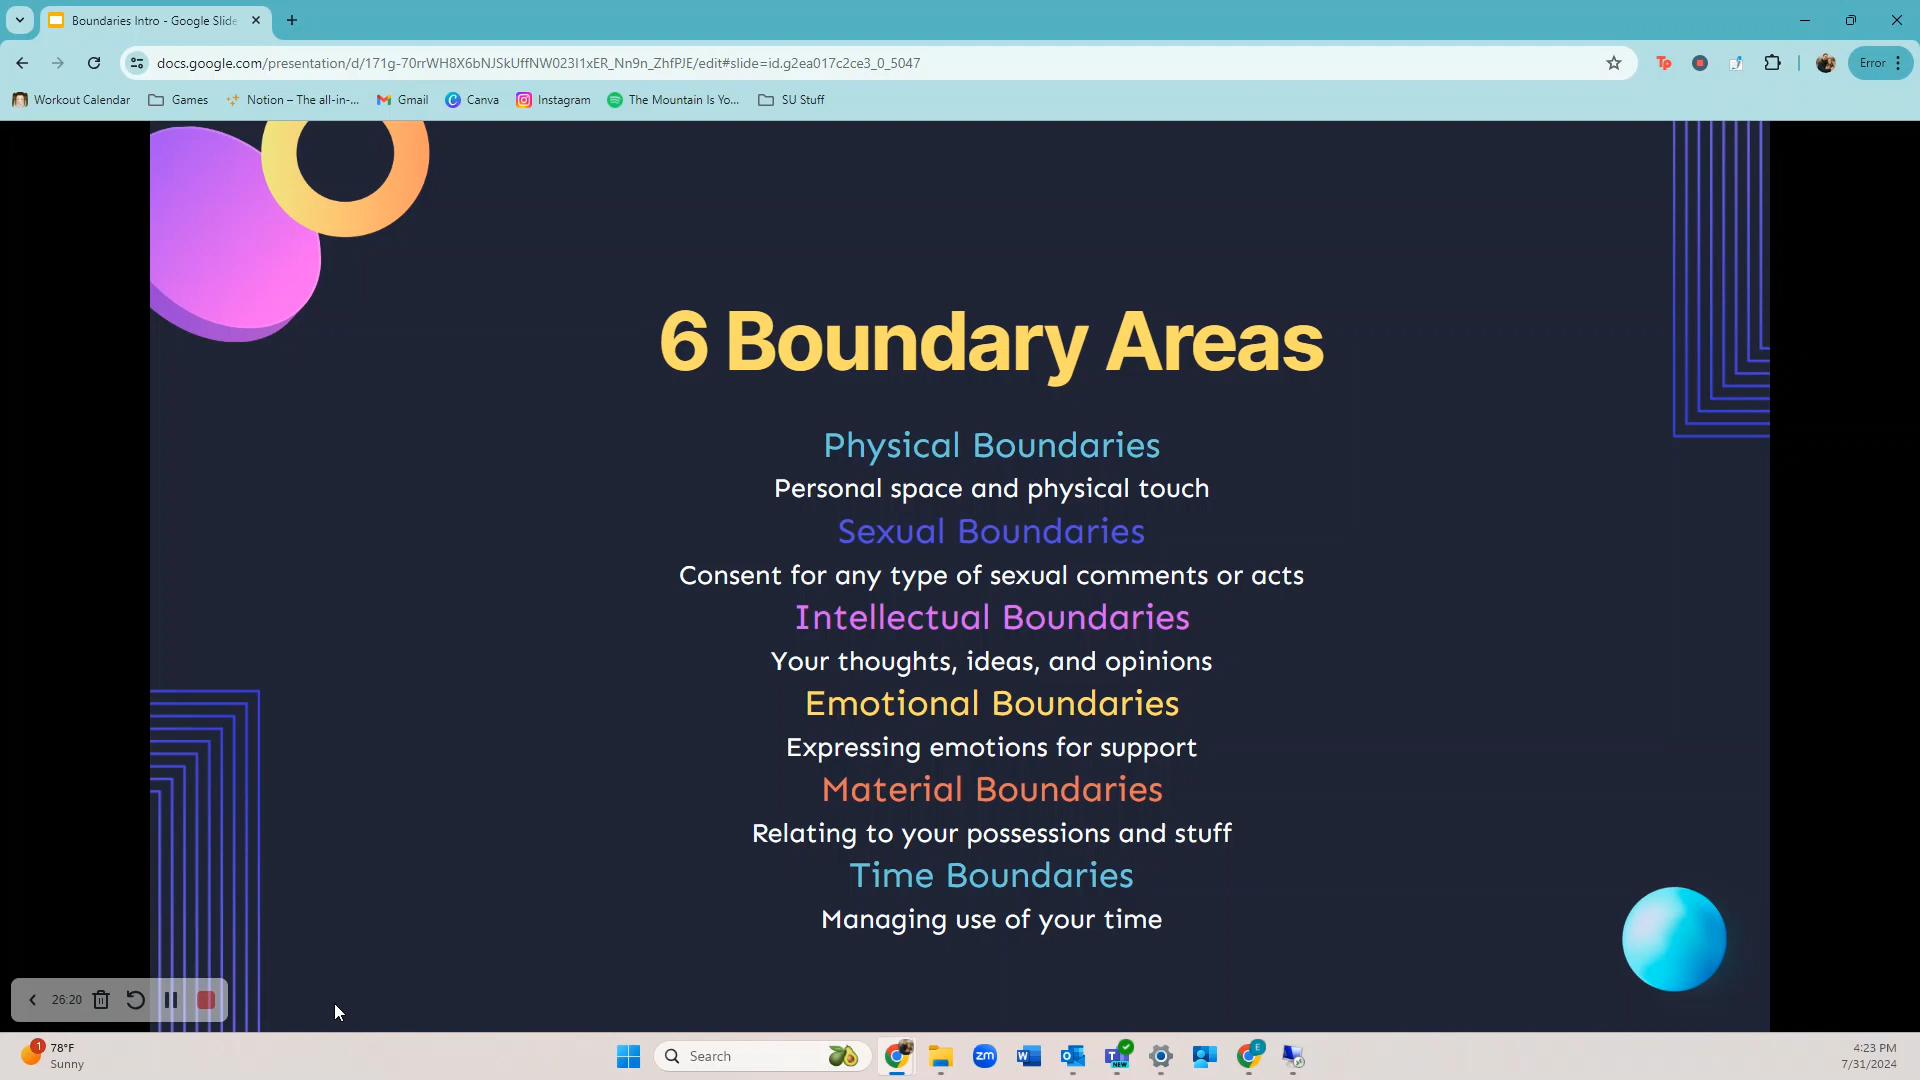 Boundaries Intro - Google Slide
docs.google.com/presentation/d/171g-70rrWH8X6bNJSkUffNW023I1xER_Nn9n_ZhfPJE/edit#slide=id.g2ea017c2ce3_0_5047
Tp
Error
Workout Calendar
Games
Notion – The all-in-...
Gmail
Canva
Instagram
The Mountain Is Yo...
SU Stuff
6 Boundary Areas
Physical Boundaries
Personal space and physical touch
Sexual Boundaries
Consent for any type of sexual comments or acts
Intellectual Boundaries
Your thoughts, ideas, and opinions
Emotional Boundaries
Expressing emotions for support
Material Boundaries
Relating to your possessions and stuff
Time Boundaries
Managing use of your time
26:20
1
78°F
Sunny
Search
zm
NEW
E
4:23 PM
7/31/2024